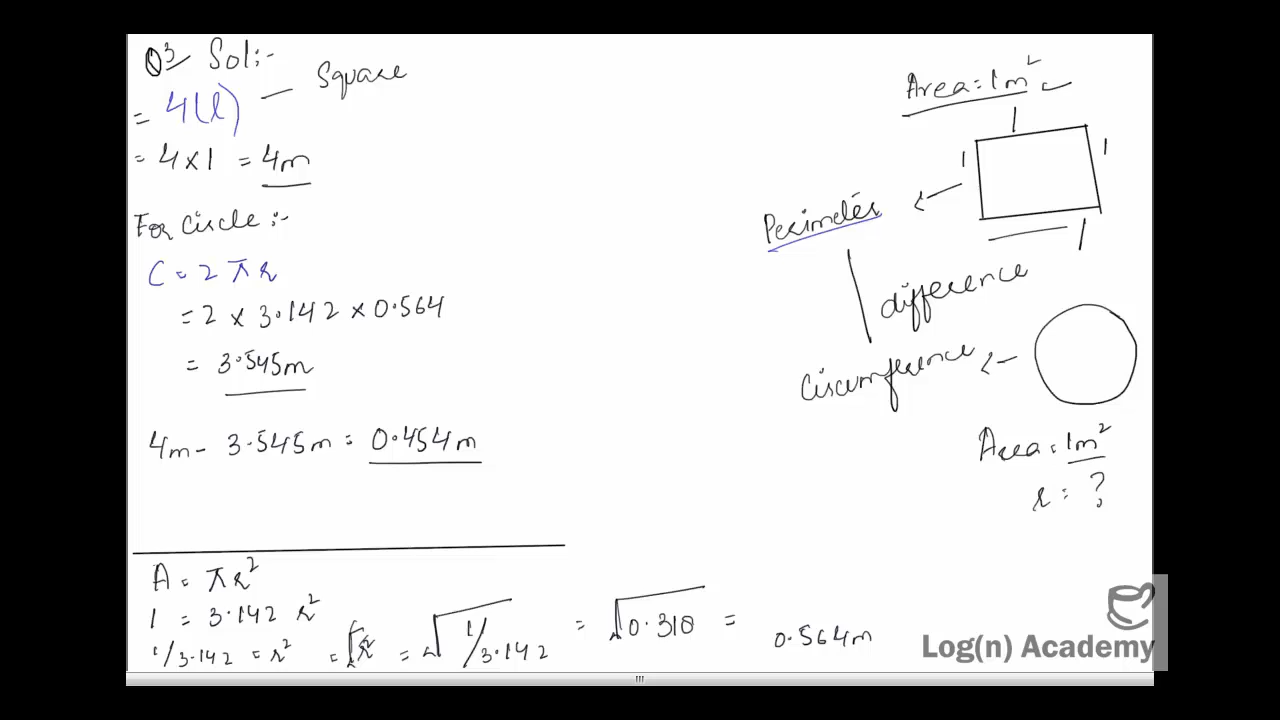 Q3 Sol:-
= 4(l) — Square
= 4 x 1 = 4m
For Circle :-
C = 2 π r
= 2 x 3.142 x 0.564
= 3.545m
4m - 3.545m = 0.454m
A = πr²
1 = 3.142 r²
1/3.142 = r² = √r² = √1/3.142 = √0.318 = 0.564m
Area = 1m²
1
1
1
1
Perimeter
difference
Circumference
Area = 1m²
r = ?
Log(n) Academy